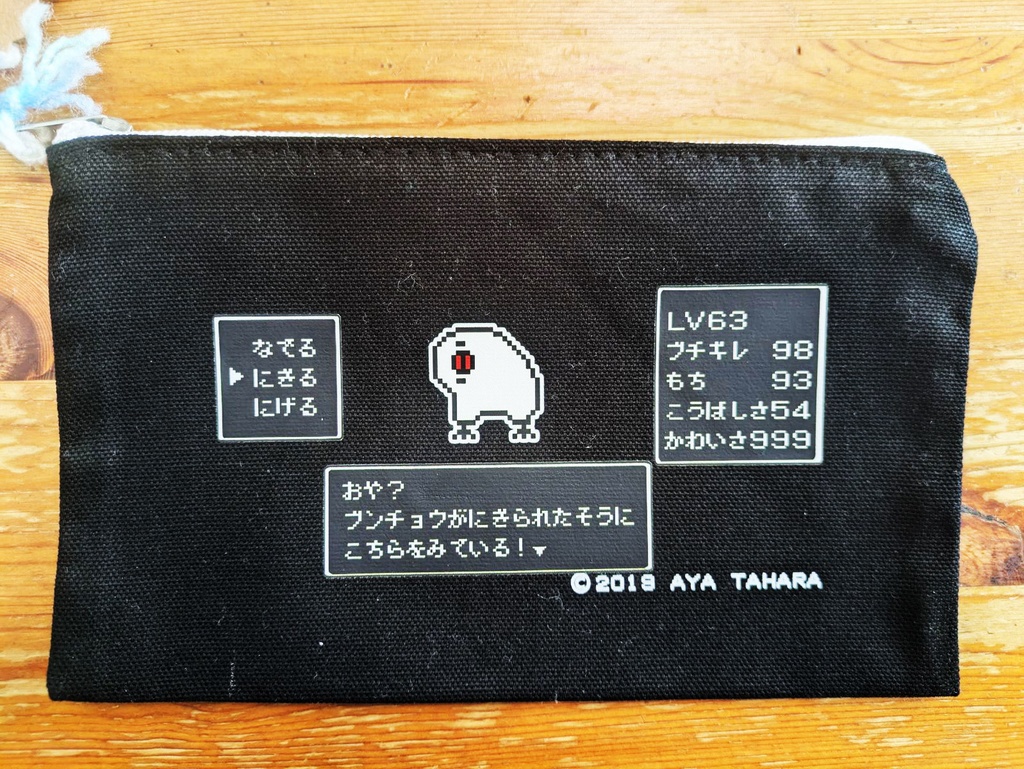 なでる
▶にぎる
にげる
LV63
ブチギレ 98
もち 93
こうばしさ54
かわいさ999
おや?
ブンチョウがにぎられたそうに
こちらをみている!▼
©2019 AYA TAHARA